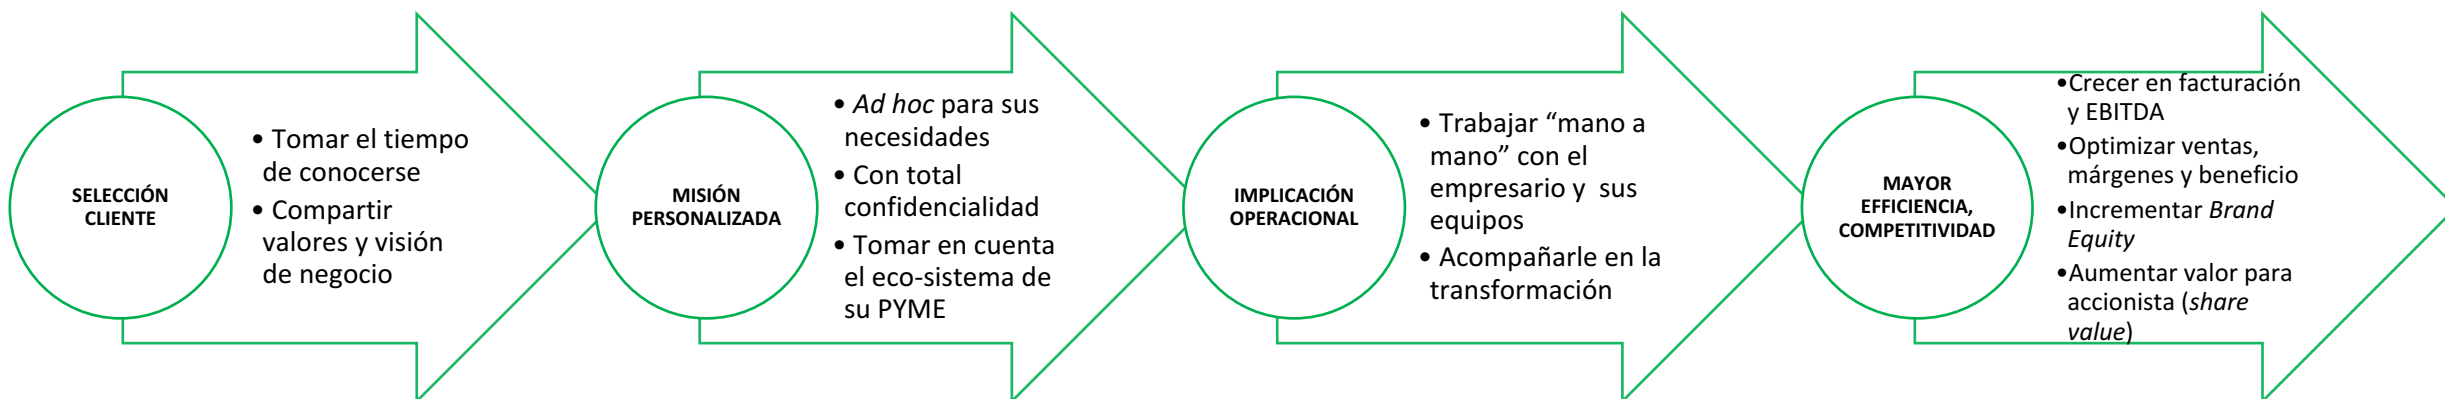 SELECCIÓN
CLIENTE
• Tomar el tiempo
de conocerse
• Compartir
valores y visión
de negocio
MISIÓN
PERSONALIZADA
• Ad hoc para sus
necesidades
• Con total
confidencialidad
• Tomar en cuenta
el eco-sistema de
su PYME
IMPLICACIÓN
OPERACIONAL
• Trabajar “mano a
mano” con el
empresario y sus
equipos
• Acompañarle en la
transformación
MAYOR
EFFICIENCIA,
COMPETITIVIDAD
•Crecer en facturación
y EBITDA
•Optimizar ventas,
márgenes y beneficio
•Incrementar Brand
Equity
•Aumentar valor para
accionista (share
value)